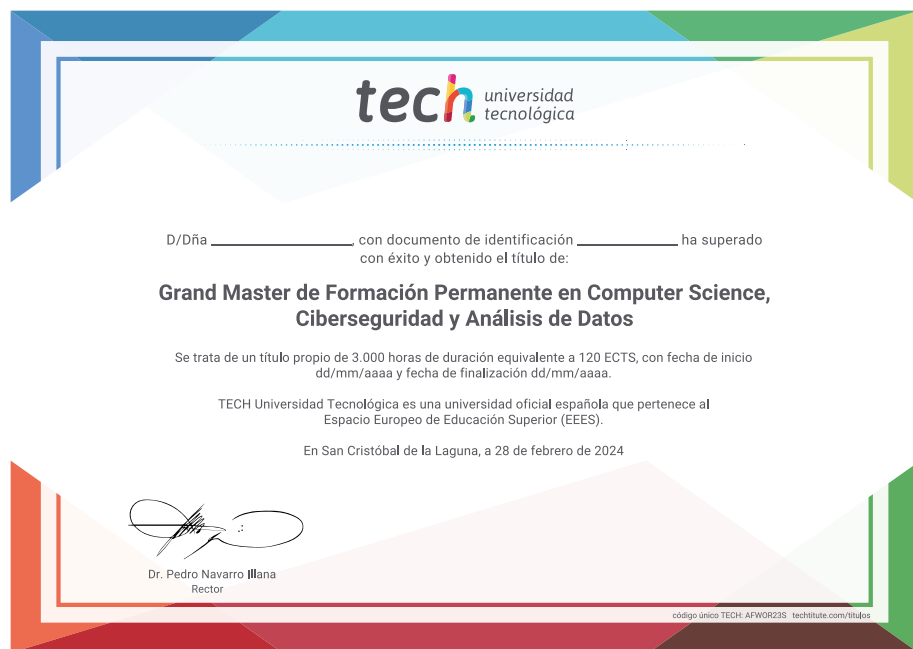 tech universidad
tecnológica
D/Dña ____________________, con documento de identificación ______________ ha superado
con éxito y obtenido el título de:
Grand Master de Formación Permanente en Computer Science,
Ciberseguridad y Análisis de Datos
Se trata de un título propio de 3.000 horas de duración equivalente a 120 ECTS, con fecha de inicio
dd/mm/aaaa y fecha de finalización dd/mm/aaaa.
TECH Universidad Tecnológica es una universidad oficial española que pertenece al
Espacio Europeo de Educación Superior (EEES).
En San Cristóbal de la Laguna, a 28 de febrero de 2024
Dr. Pedro Navarro Illana
Rector
código único TECH: AFWOR23S techtitute.com/titulos